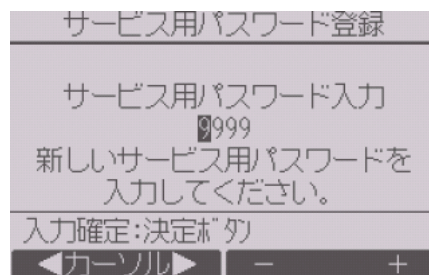 サービス用パスワード登録
サービス用パスワード入力
9999
新しいサービス用パスワードを
入力してください。
入力確定:決定ﾎﾞﾀﾝ
◀カーソル▶ － ＋